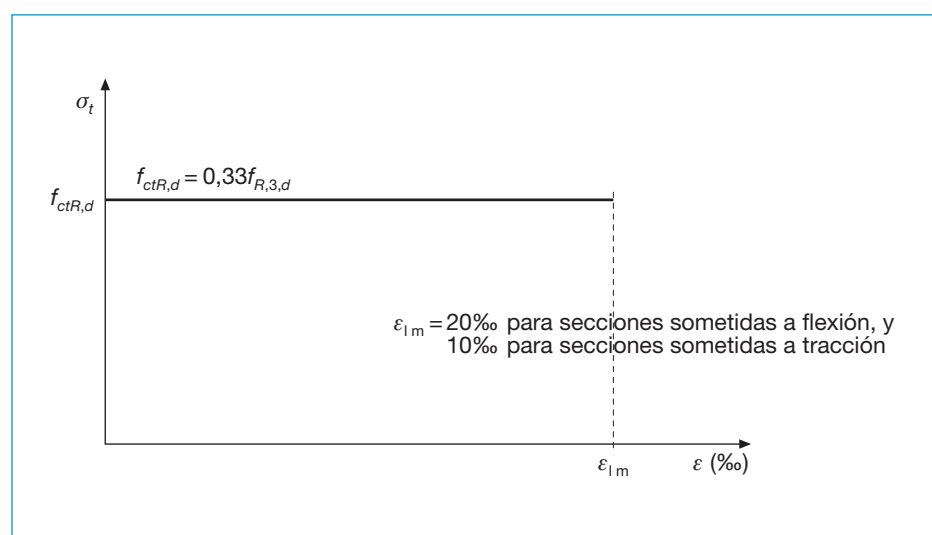 σt
fctR,d = 0,33fR,3,d
fctR,d
εl m = 20‰ para secciones sometidas a flexión, y
10‰ para secciones sometidas a tracción
εl m
ε (‰)